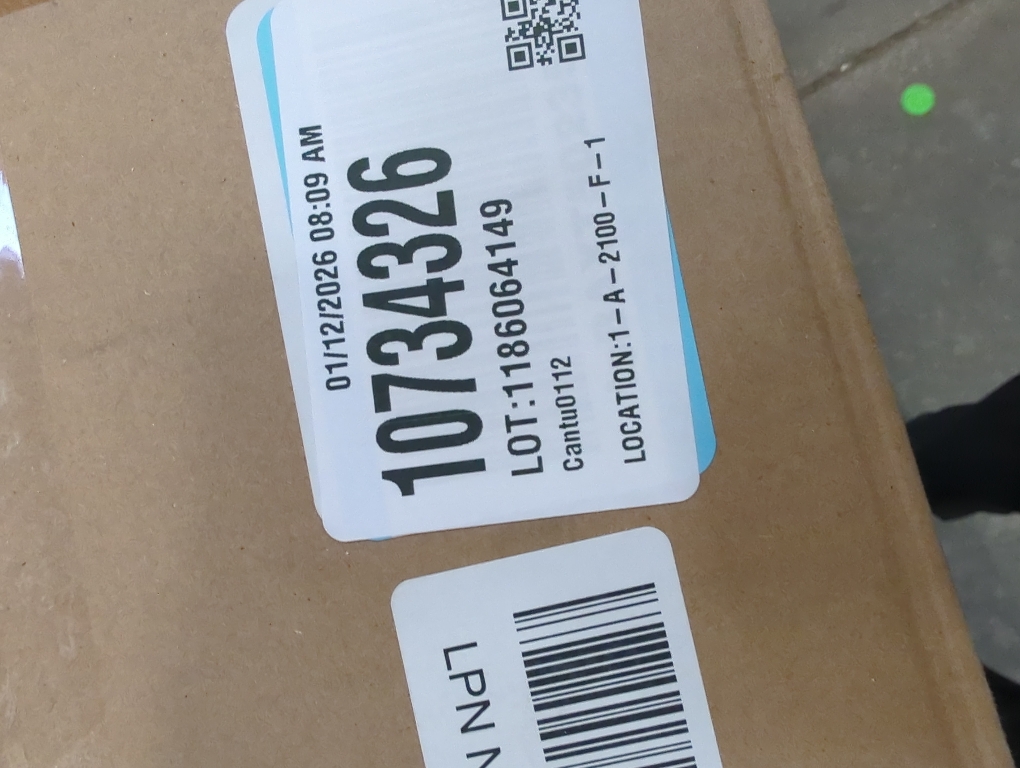 01/12/2026 08:09 AM
10734326
LOT:1186064149
Cantu0112
LOCATION:1-A-2100-F-1
LPN